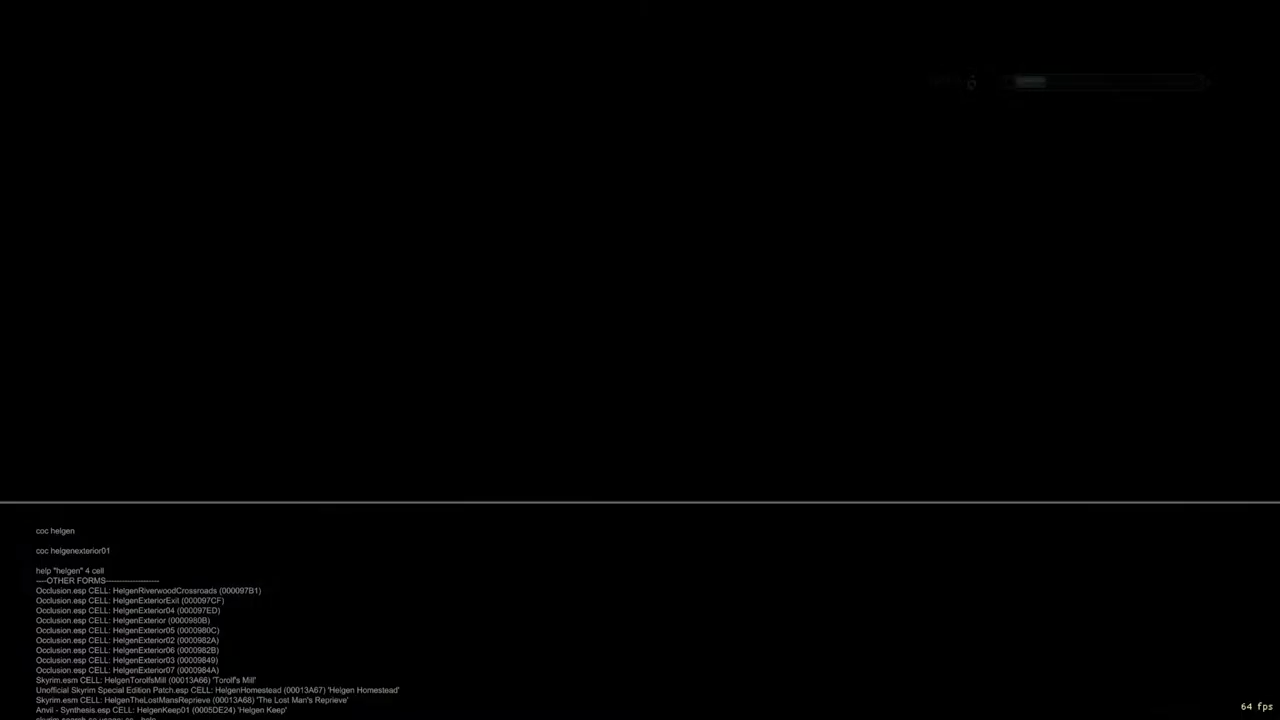 coc helgen
coc helgenexterior01
help "helgen" 4 cell
----OTHER FORMS--------------------
Occlusion.esp CELL: HelgenRiverwoodCrossroads (000097B1)
Occlusion.esp CELL: HelgenExteriorExit (000097CF)
Occlusion.esp CELL: HelgenExterior04 (000097ED)
Occlusion.esp CELL: HelgenExterior (0000980B)
Occlusion.esp CELL: HelgenExterior05 (0000980C)
Occlusion.esp CELL: HelgenExterior02 (0000982A)
Occlusion.esp CELL: HelgenExterior06 (0000982B)
Occlusion.esp CELL: HelgenExterior03 (00009849)
Occlusion.esp CELL: HelgenExterior07 (0000984A)
Skyrim.esm CELL: HelgenTorolfsMill (00013A66) 'Torolf's Mill'
Unofficial Skyrim Special Edition Patch.esp CELL: HelgenHomestead (00013A67) 'Helgen Homestead'
Skyrim.esm CELL: HelgenTheLostMansReprieve (00013A68) 'The Lost Man's Reprieve'
Anvil - Synthesis.esp CELL: HelgenKeep01 (0005DE24) 'Helgen Keep'
64 fps